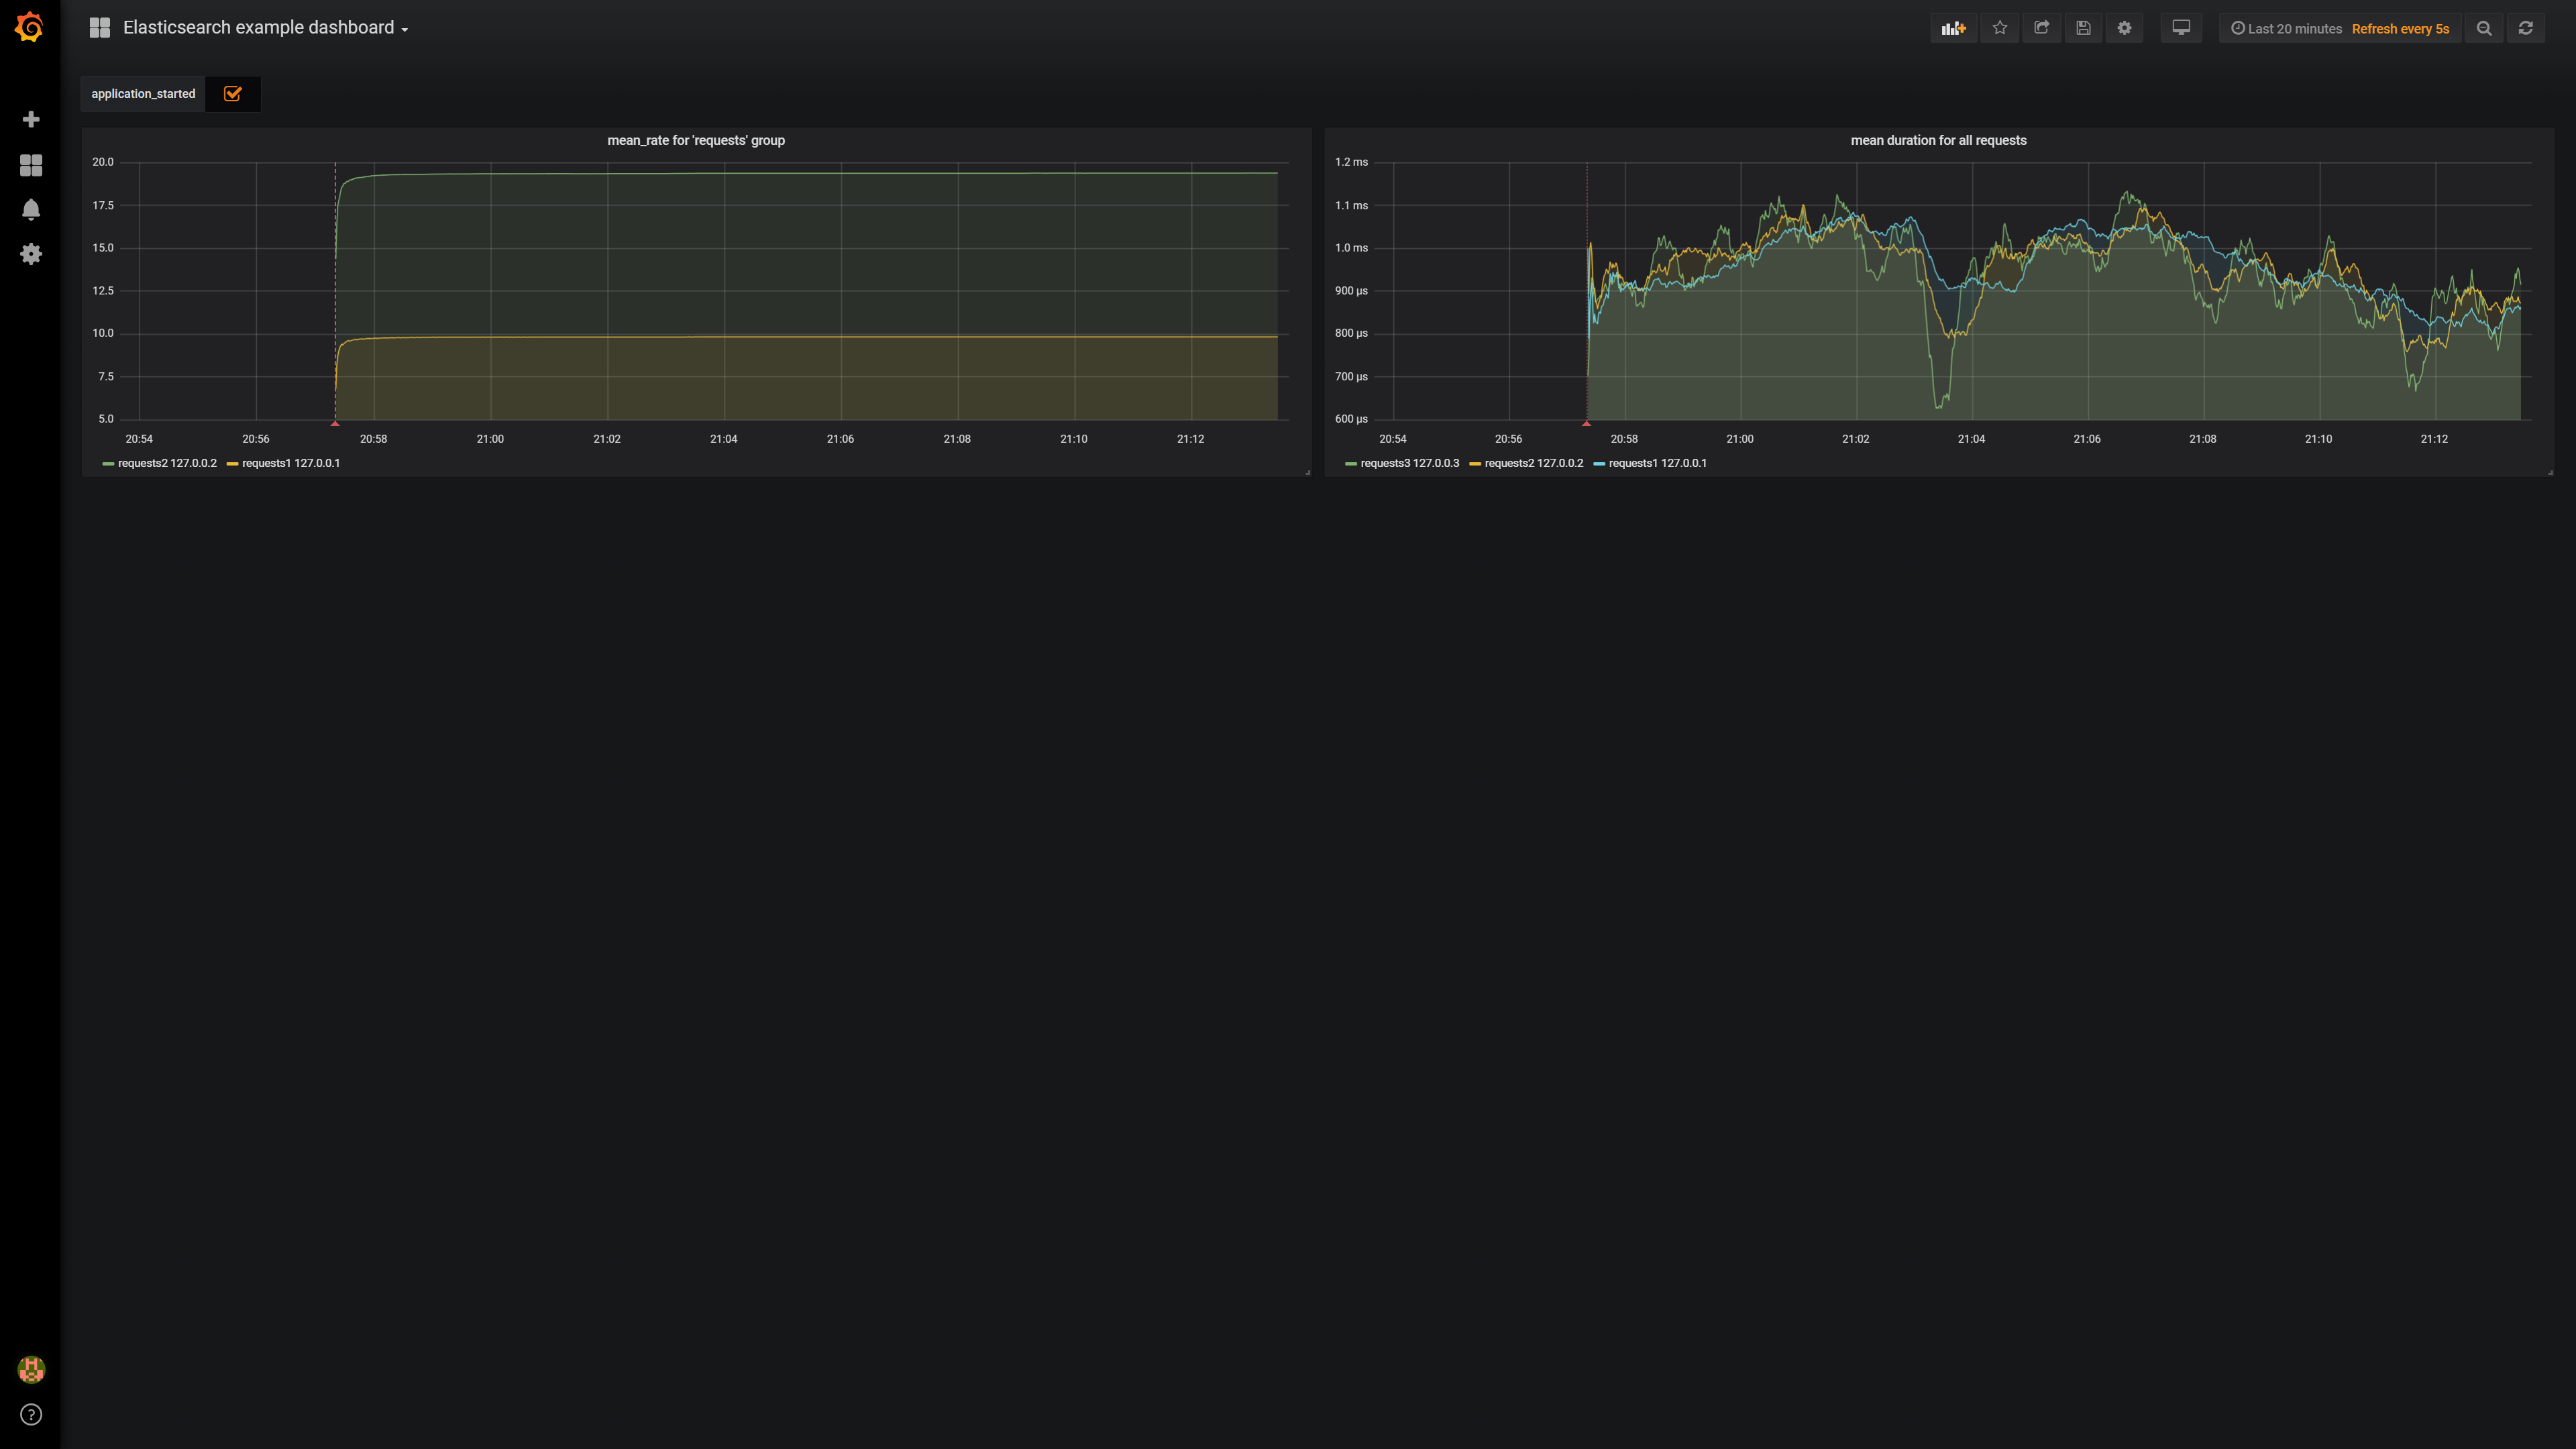 Elasticsearch example dashboard
Last 20 minutes Refresh every 5s
application_started
mean_rate for 'requests' group
20.0
17.5
15.0
12.5
10.0
7.5
5.0
20:54 20:56 20:58 21:00 21:02 21:04 21:06 21:08 21:10 21:12
requests2 127.0.0.2 requests1 127.0.0.1
mean duration for all requests
1.2 ms
1.1 ms
1.0 ms
900 µs
800 µs
700 µs
600 µs
20:54 20:56 20:58 21:00 21:02 21:04 21:06 21:08 21:10 21:12
requests3 127.0.0.3 requests2 127.0.0.2 requests1 127.0.0.1